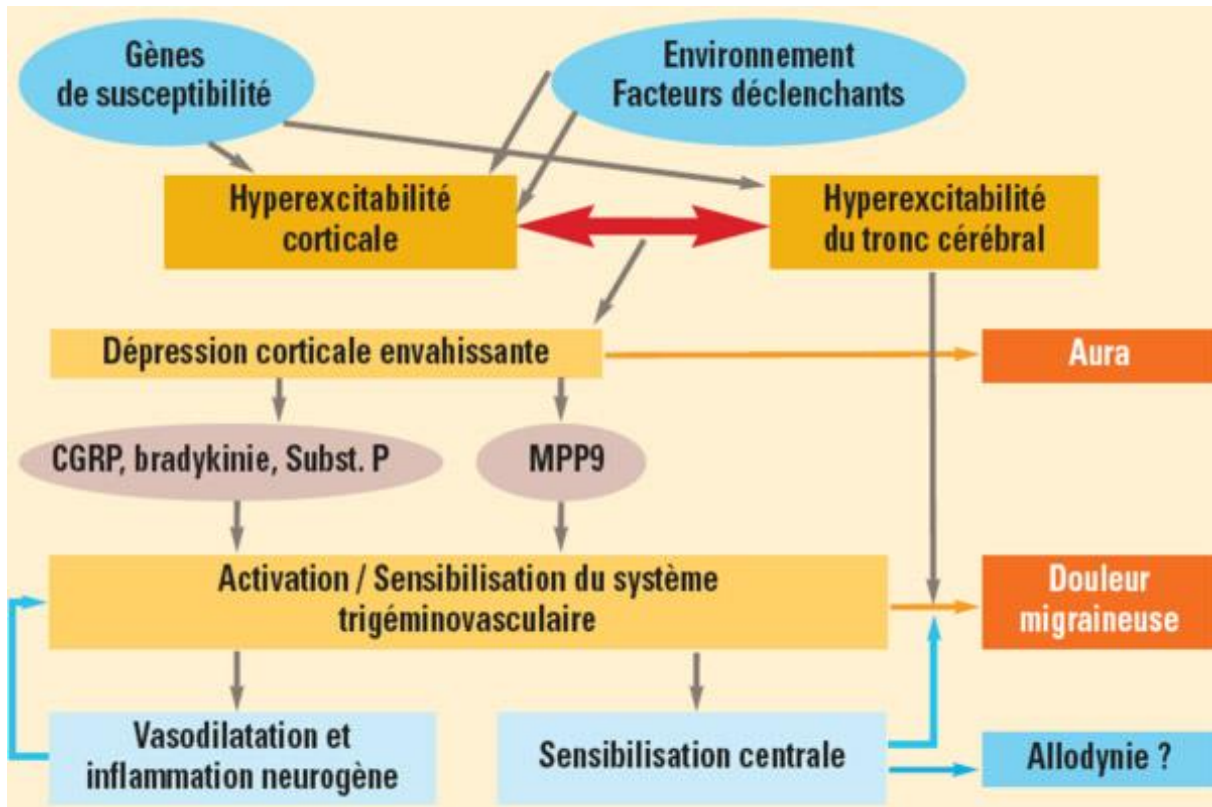 Gènes
de susceptibilité
Environnement
Facteurs déclenchants
Hyperexcitabilité
corticale
Hyperexcitabilité
du tronc cérébral
Dépression corticale envahissante
Aura
CGRP, bradykinie, Subst. P
MPP9
Activation / Sensibilisation du système
trigéminovasculaire
Douleur
migraineuse
Vasodilatation et
inflammation neurogène
Sensibilisation centrale
Allodynie ?